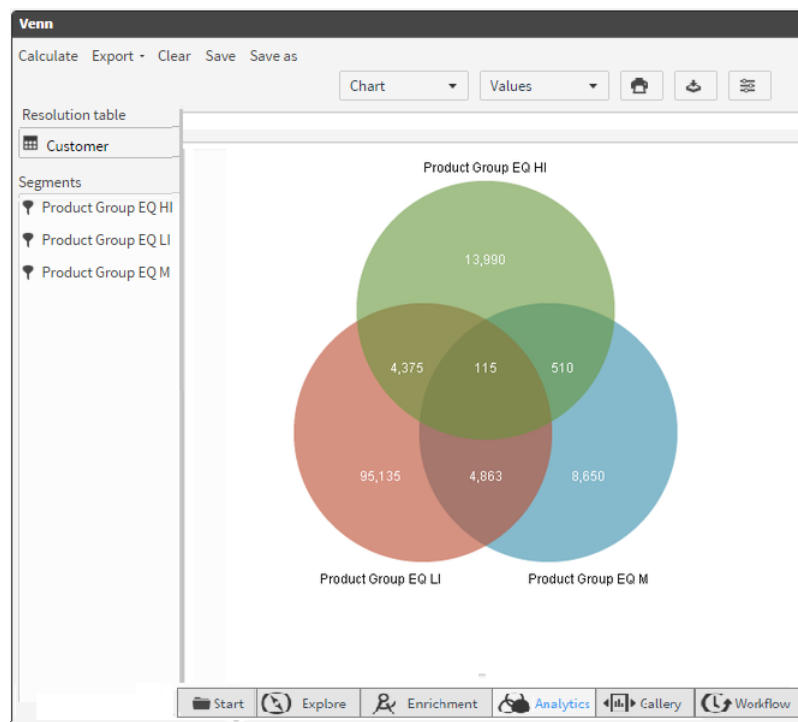 Venn
Calculate Export Clear Save Save as
Chart Values
Resolution table
Customer
Segments
Product Group EQ HI
Product Group EQ LI
Product Group EQ M
Product Group EQ HI
13,990
4,375 115 510
95,135 4,863 8,650
Product Group EQ LI Product Group EQ M
Start Explore Enrichment Analytics Callery Workflow